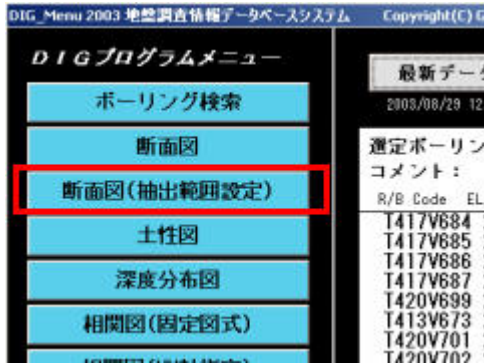 DIG_Menu 2003 地盤調査情報データベースシステム Copyright(C) G
DIGプログラムメニュー
ボーリング検索
断面図
断面図(抽出範囲設定)
土性図
深度分布図
相関図(固定図式)
最新デー
2003/08/29 12
選定ボーリン
コメント:
R/B Code EL
T417V684
T417V685
T417V686
T417V687
T420V699
T413V673
T420V701
T420V702